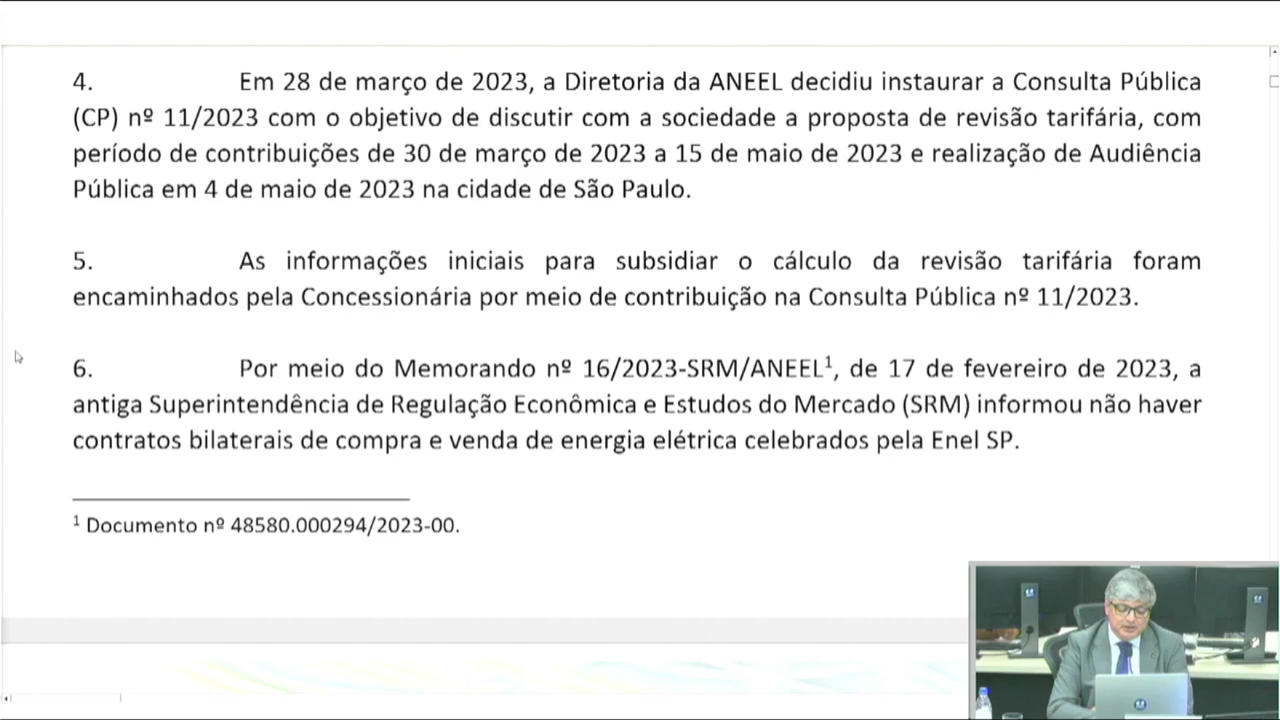 4. Em 28 de março de 2023, a Diretoria da ANEEL decidiu instaurar a Consulta Pública
(CP) nº 11/2023 com o objetivo de discutir com a sociedade a proposta de revisão tarifária, com
período de contribuições de 30 de março de 2023 a 15 de maio de 2023 e realização de Audiência
Pública em 4 de maio de 2023 na cidade de São Paulo.
5. As informações iniciais para subsidiar o cálculo da revisão tarifária foram
encaminhados pela Concessionária por meio de contribuição na Consulta Pública nº 11/2023.
6. Por meio do Memorando nº 16/2023-SRM/ANEEL¹, de 17 de fevereiro de 2023, a
antiga Superintendência de Regulação Econômica e Estudos do Mercado (SRM) informou não haver
contratos bilaterais de compra e venda de energia elétrica celebrados pela Enel SP.
¹ Documento nº 48580.000294/2023-00.